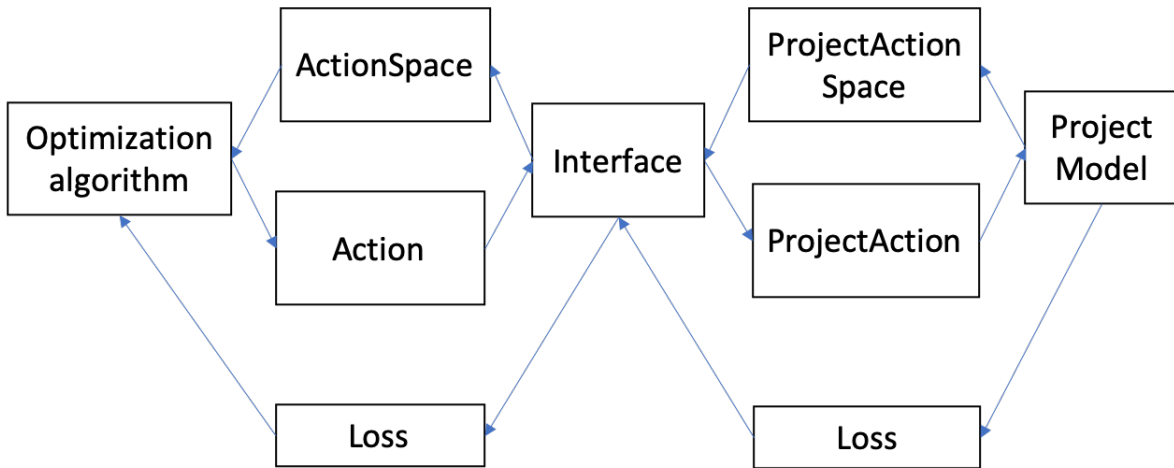 ActionSpace
ProjectAction
Space
Optimization
algorithm
Interface
Project
Model
Action
ProjectAction
Loss
Loss